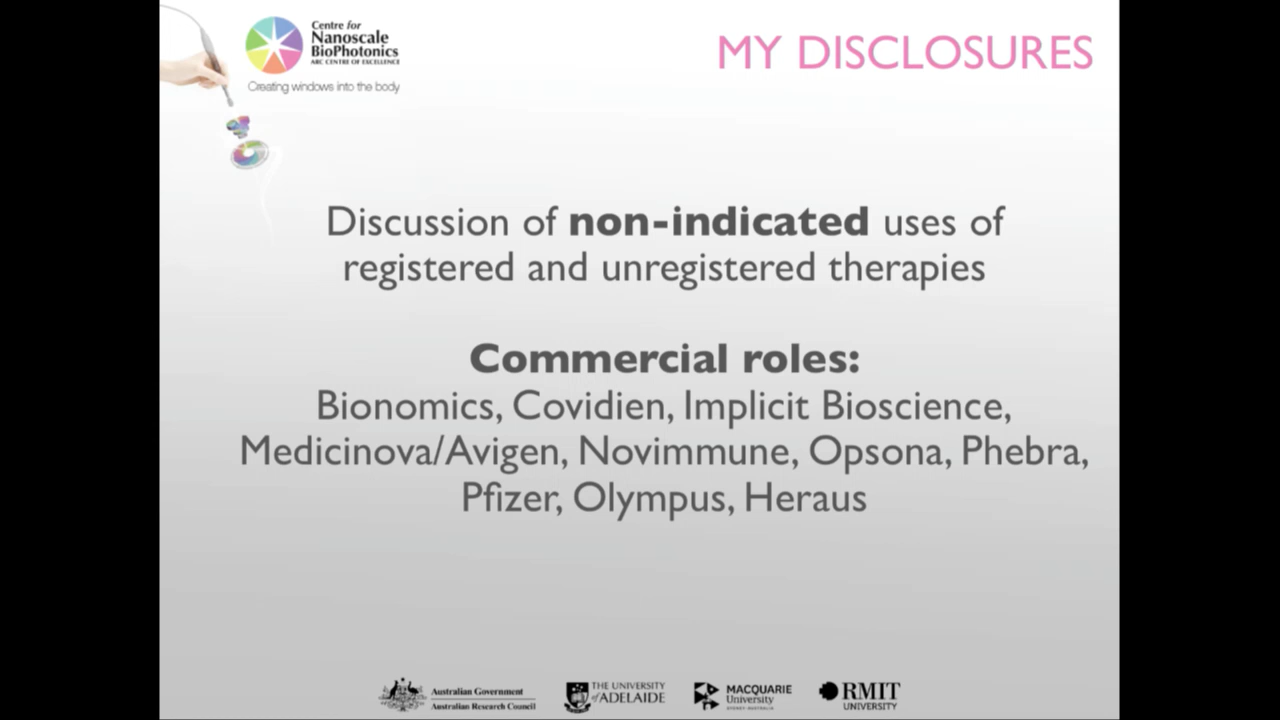 Centre for
Nanoscale
BioPhotonics
ARC CENTRE OF EXCELLENCE
Creating windows into the body
MY DISCLOSURES
Discussion of non-indicated uses of
registered and unregistered therapies
Commercial roles:
Bionomics, Covidien, Implicit Bioscience,
Medicinova/Avigen, Novimmune, Opsona, Phebra,
Pfizer, Olympus, Heraus
Australian Government
Australian Research Council
THE UNIVERSITY
of ADELAIDE
MACQUARIE
University
SYDNEY·AUSTRALIA
RMIT
UNIVERSITY